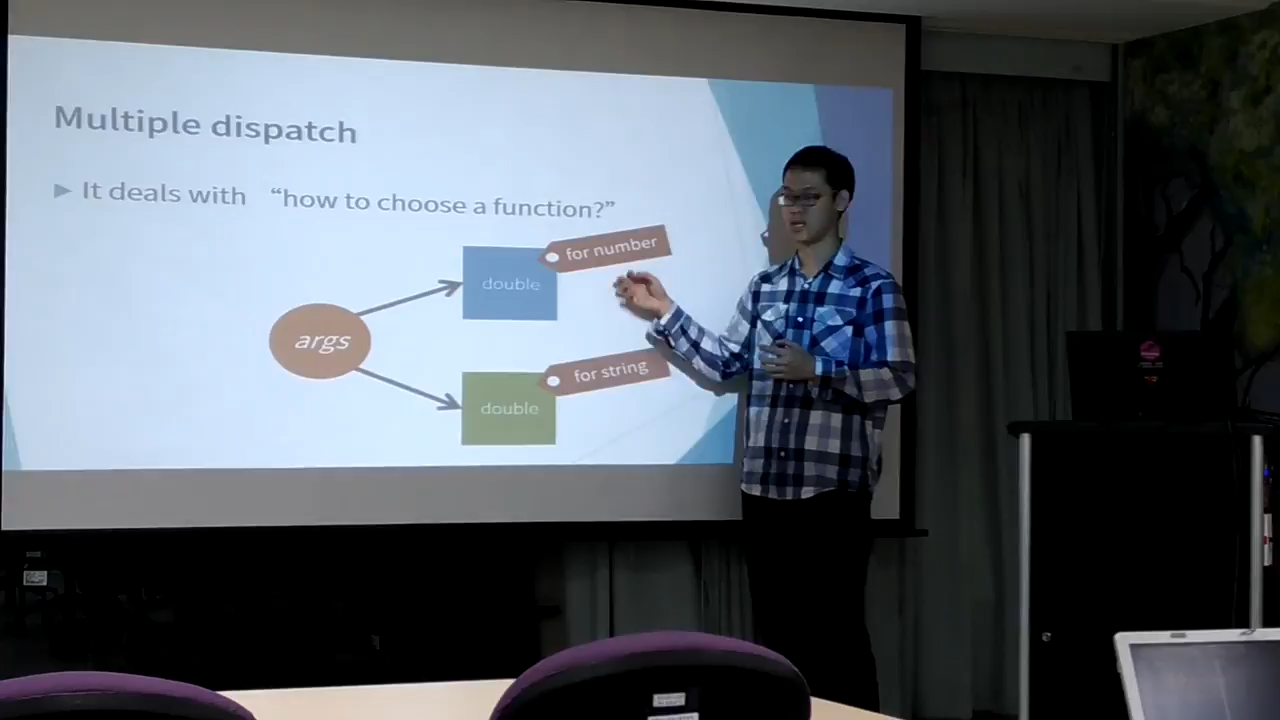 Multiple dispatch
It deals with “how to choose a function?”
for number
double
args
for string
double